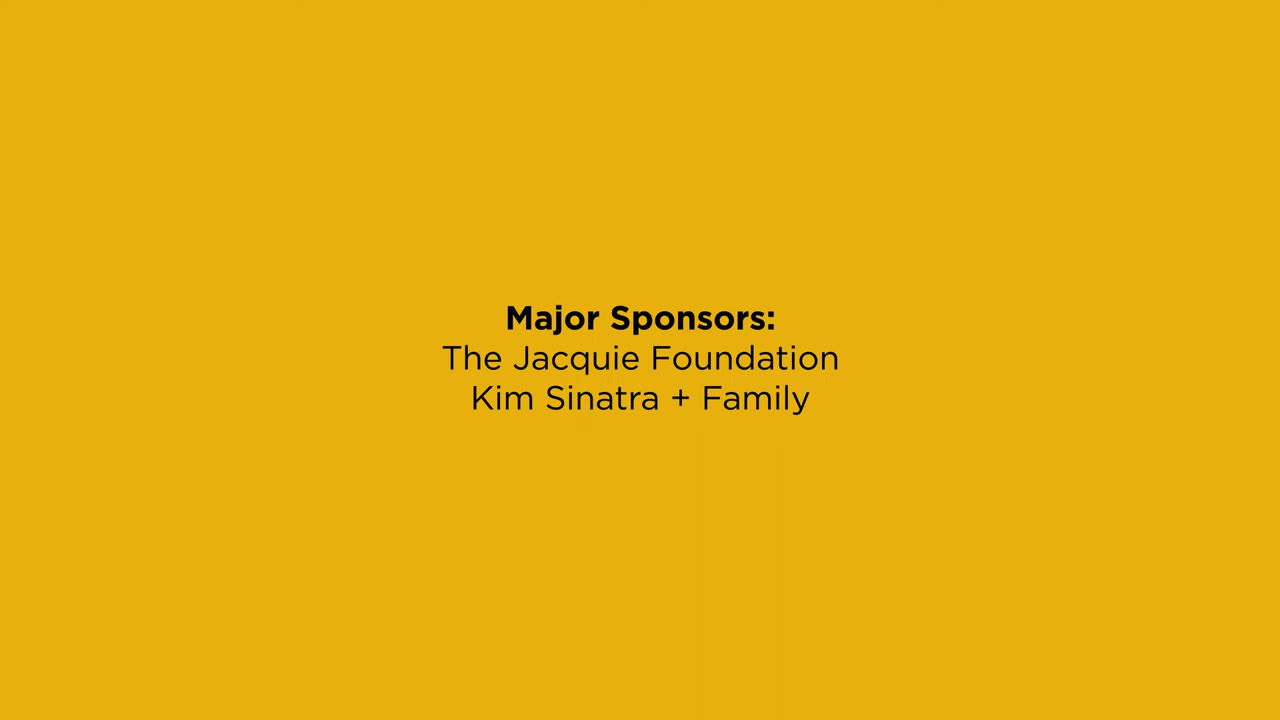 Major Sponsors:
The Jacquie Foundation
Kim Sinatra + Family